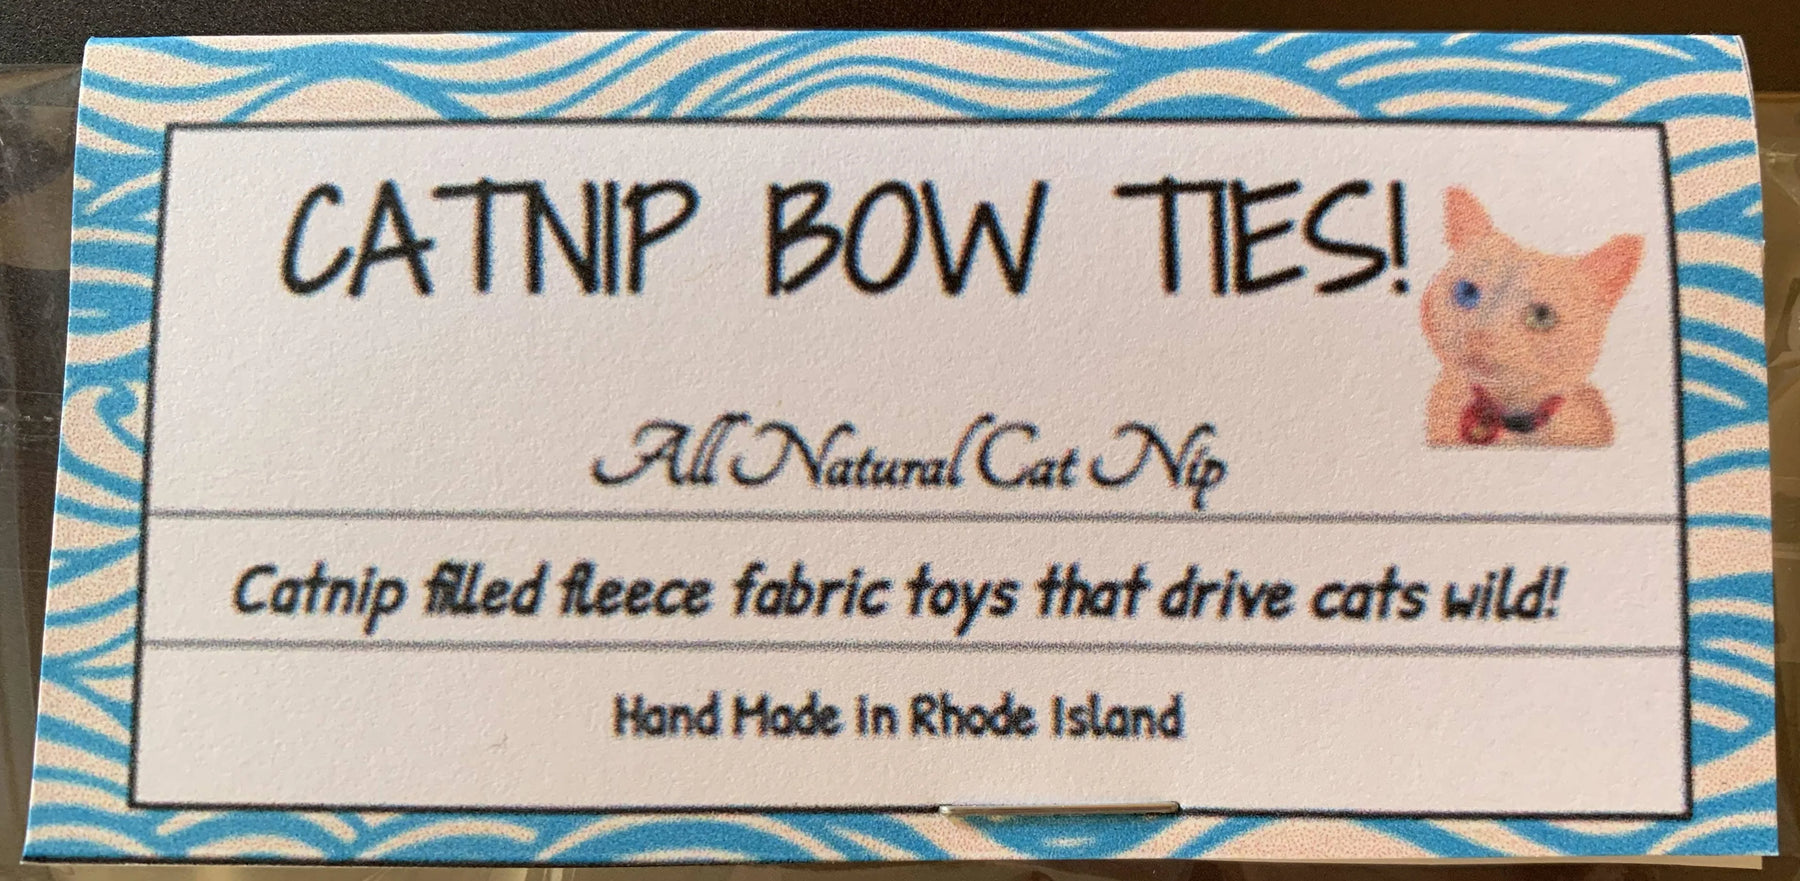 CATNIP BOW TIES!
All Natural Cat Nip
Catnip filled fleece fabric toys that drive cats wild!
Hand Made in Rhode Island